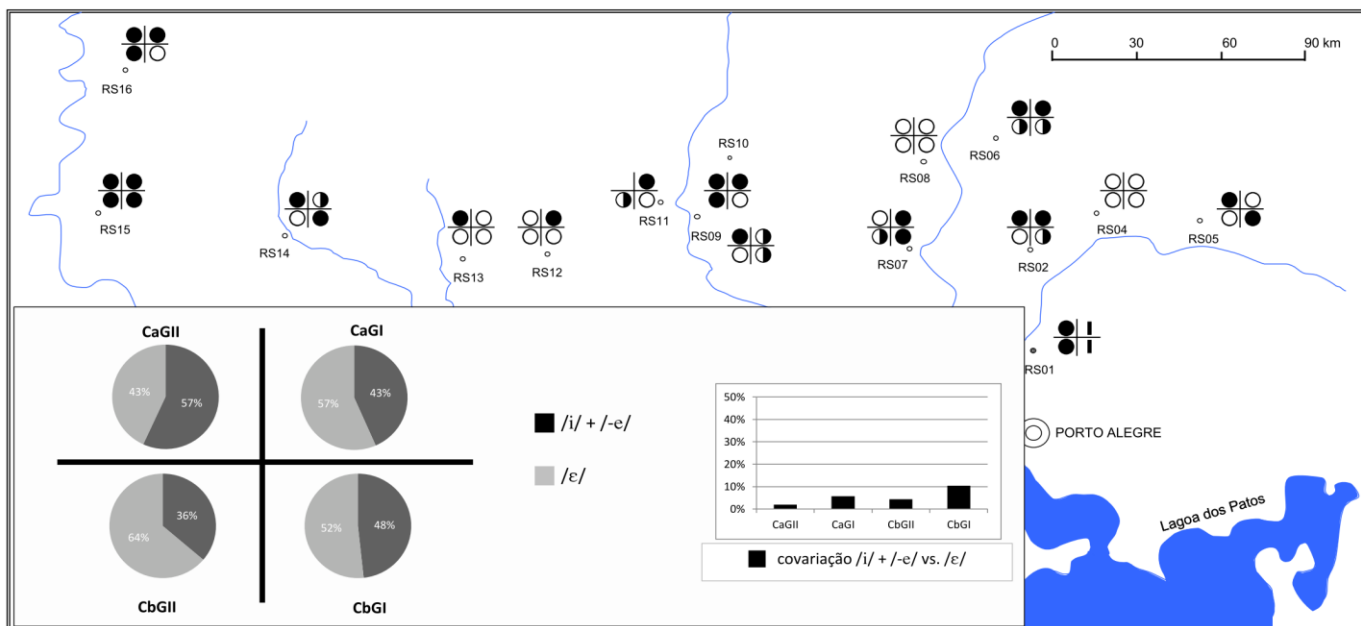 0 30 60 90 km
RS16
RS10
RS06
RS08
RS15
RS11
RS09
RS04
RS05
RS14
RS13
RS12
RS07
RS02
RS01
PORTO ALEGRE
Lagoa dos Patos
CaGII
CaGI
43%
57%
57%
43%
36%
64%
52%
48%
CbGII
CbGI
/i/ + /-e/
/ɛ/
50%
40%
30%
20%
10%
0%
CaGII CaGI CbGII CbGI
covariação /i/ + /-e/ vs. /ɛ/